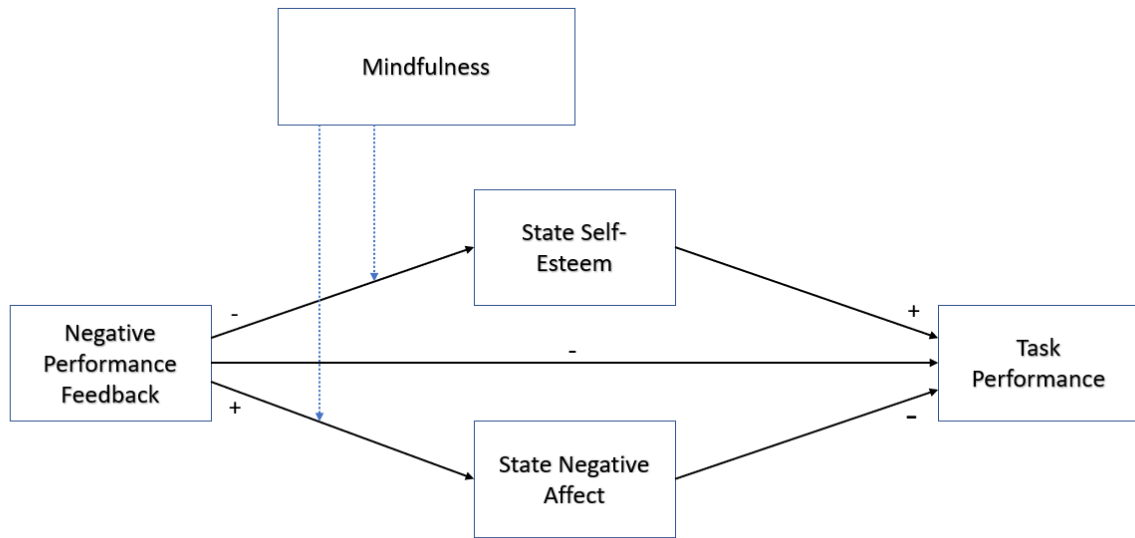 Mindfulness
State Self-
Esteem
-
Negative
Performance
Feedback
+
-
+
Task
Performance
-
State Negative
Affect